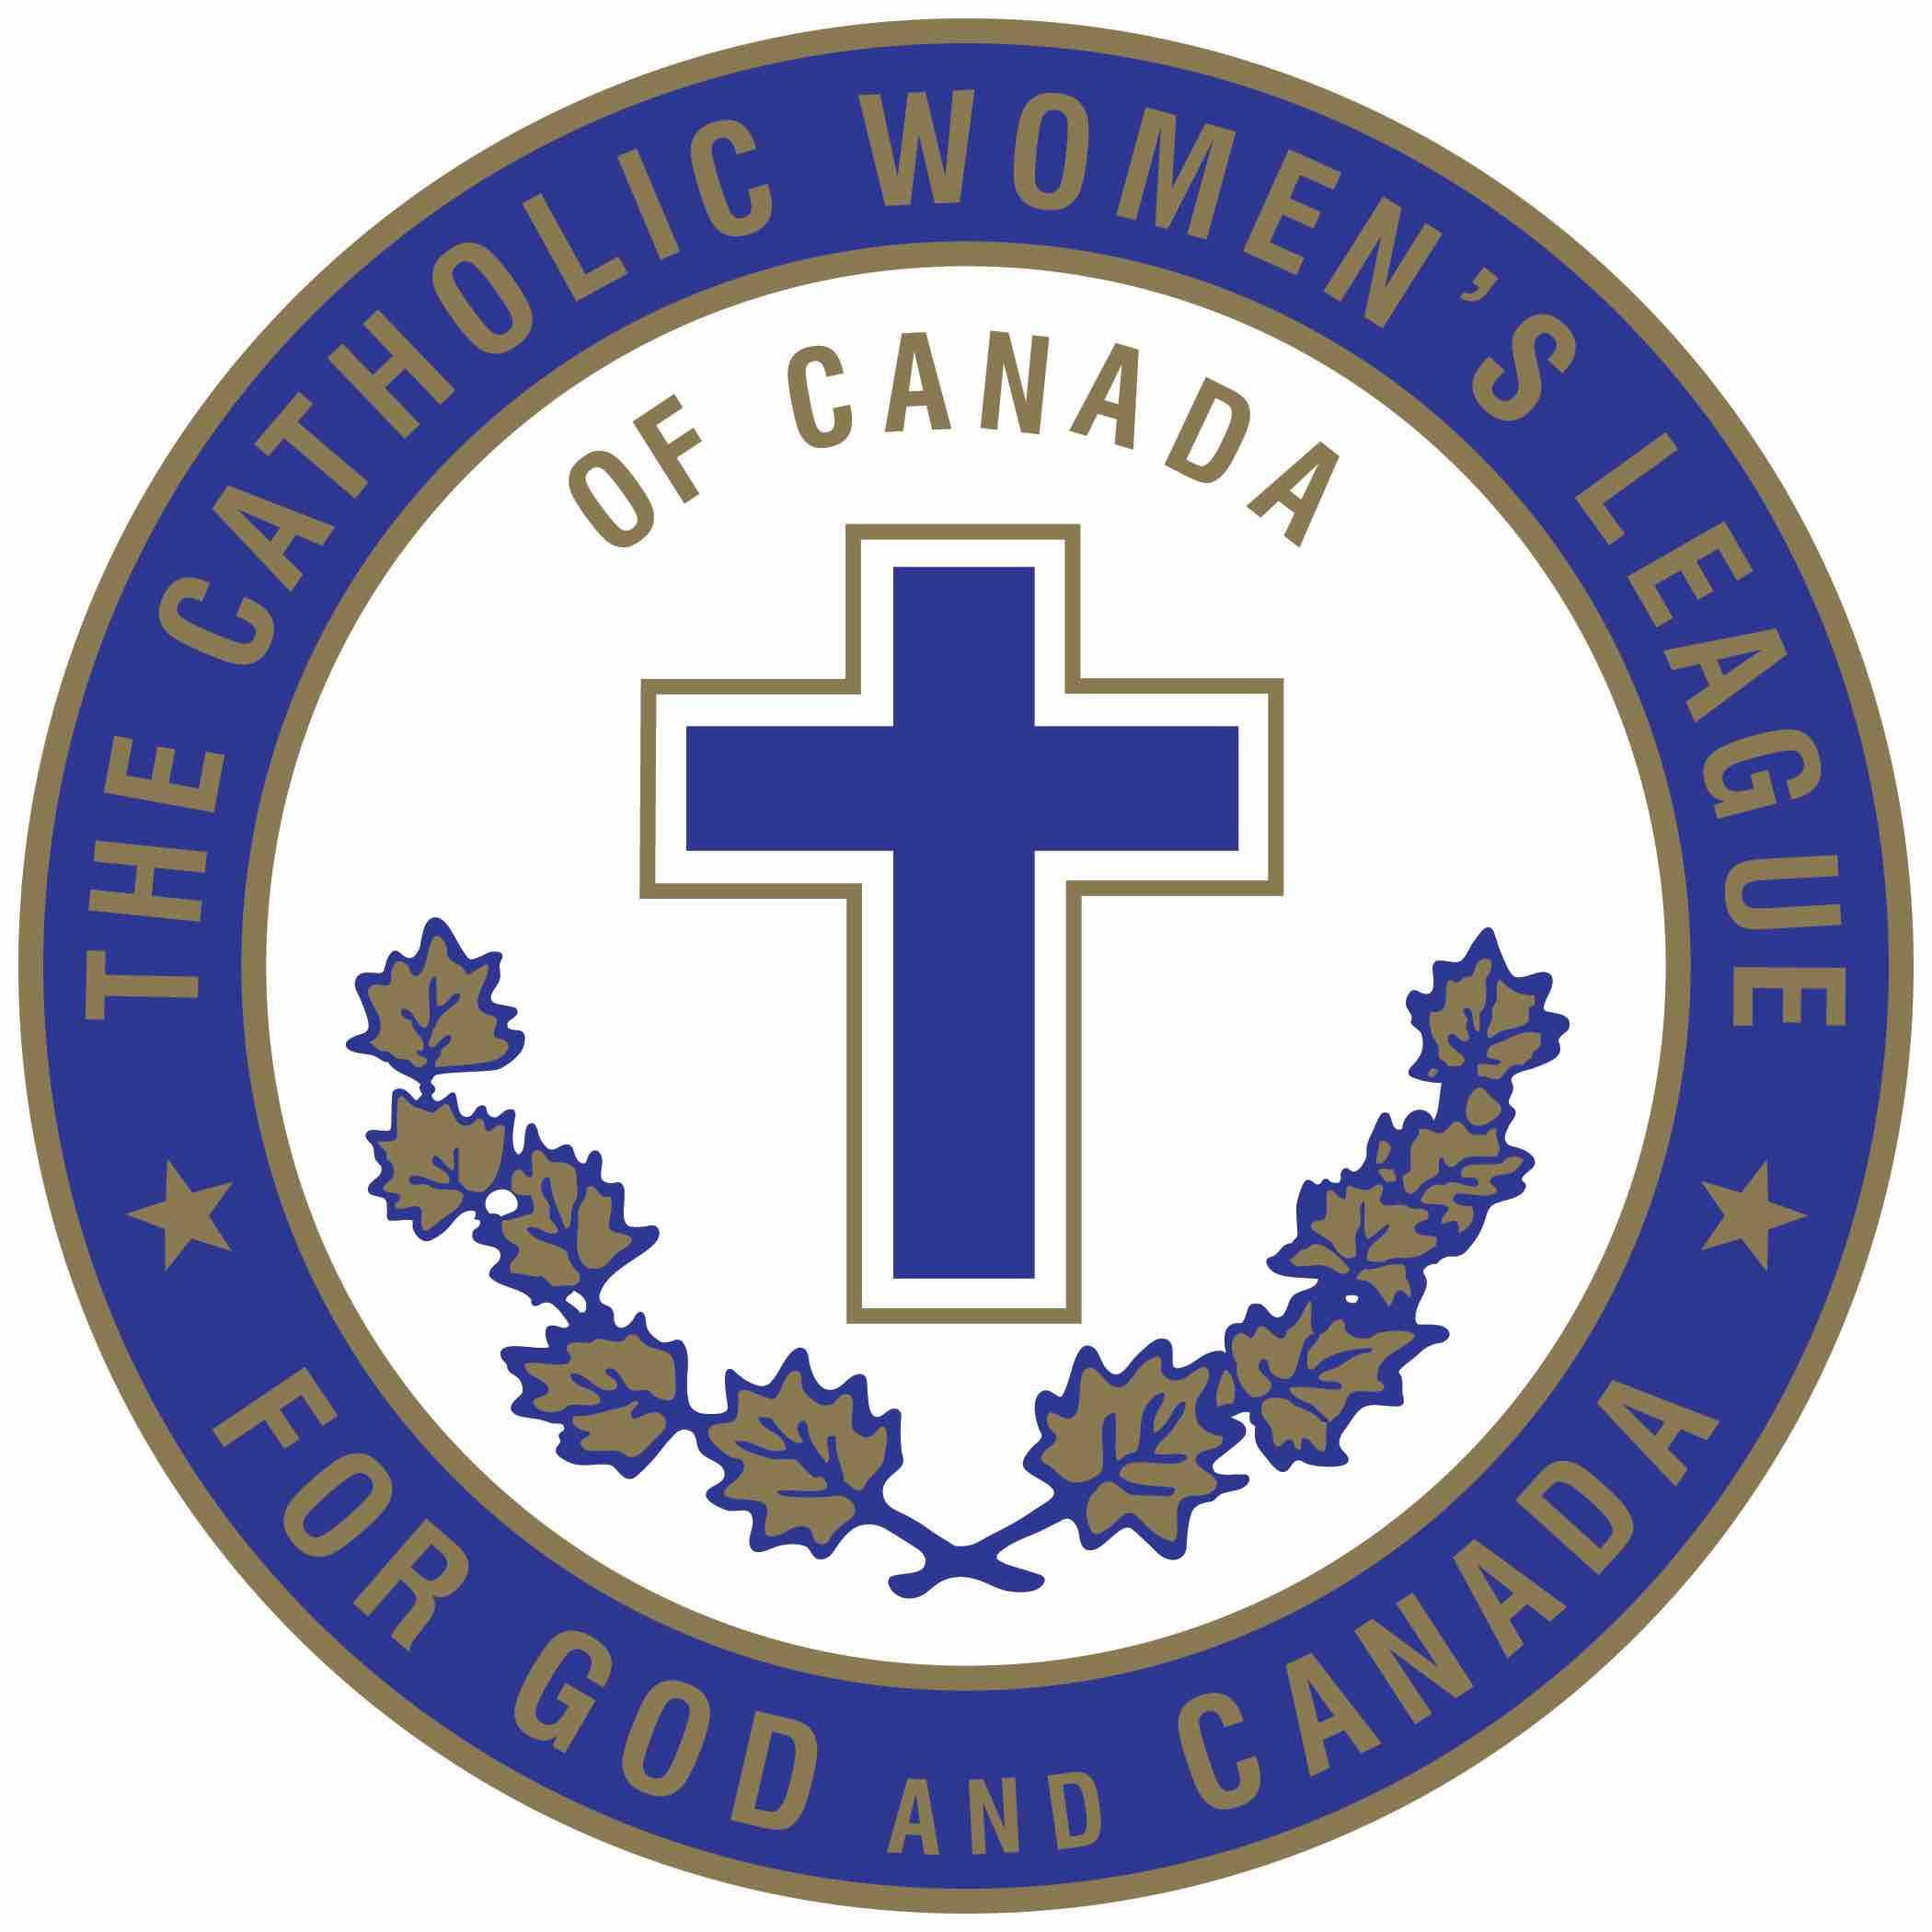 THE CATHOLIC WOMEN'S LEAGUE
OF CANADA
FOR GOD AND CANADA